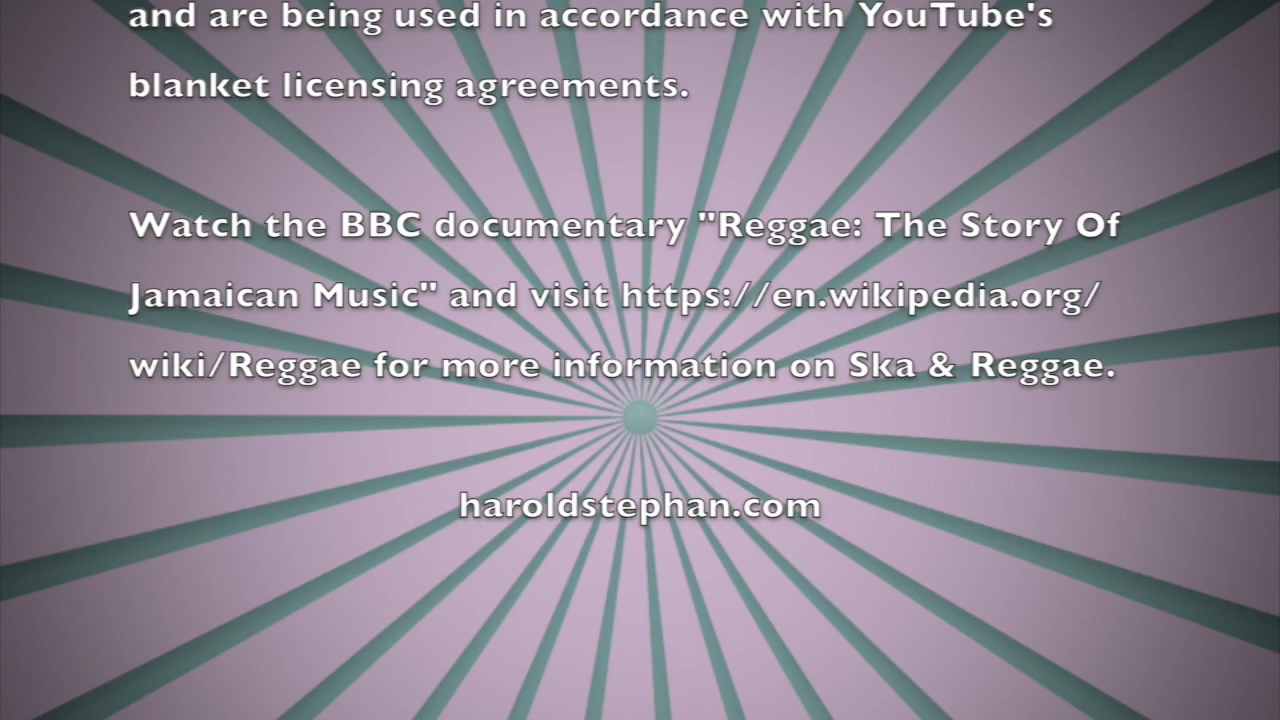 and are being used in accordance with YouTube's
blanket licensing agreements.
Watch the BBC documentary "Reggae: The Story Of
Jamaican Music" and visit https://en.wikipedia.org/
wiki/Reggae for more information on Ska & Reggae.
haroldstephan.com